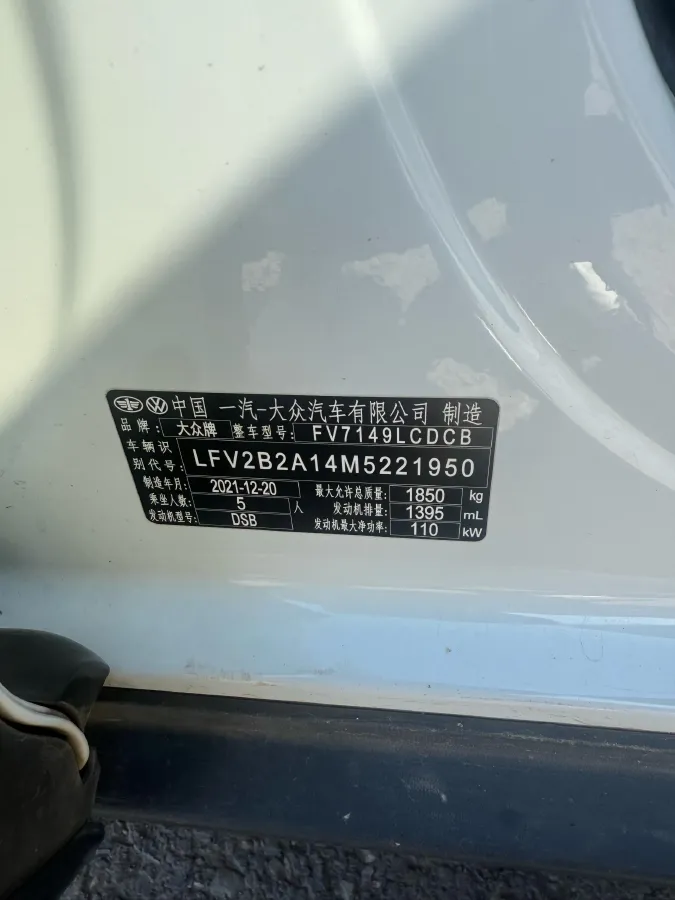 中国 一汽-大众汽车有限公司 制造
品牌: 大众牌 整车型号: FV7149LCDCB
车辆识别代号: LFV2B2A14M5221950
制造年月: 2021-12-20 最大允许总质量: 1850 kg
乘坐人数: 5 人 发动机排量: 1395 mL
发动机型号: DSB 发动机最大净功率: 110 kW